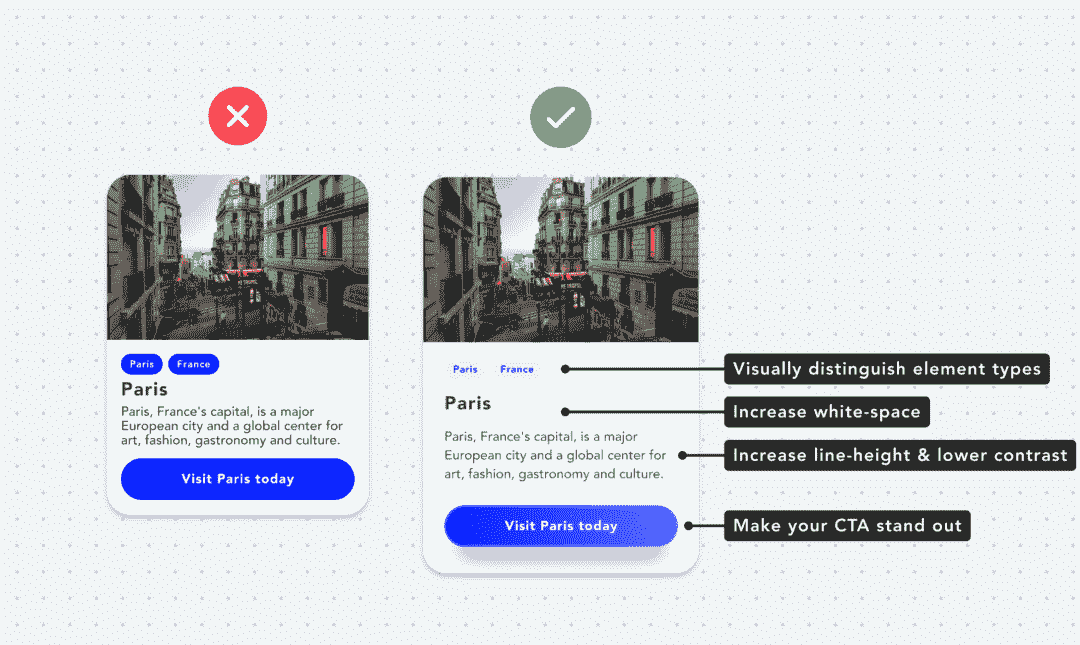 Paris France
Paris
Paris, France's capital, is a major
European city and a global center for
art, fashion, gastronomy and culture.
Visit Paris today
Paris France
Paris
Paris, France's capital, is a major
European city and a global center for
art, fashion, gastronomy and culture.
Visit Paris today
Visually distinguish element types
Increase white-space
Increase line-height & lower contrast
Make your CTA stand out